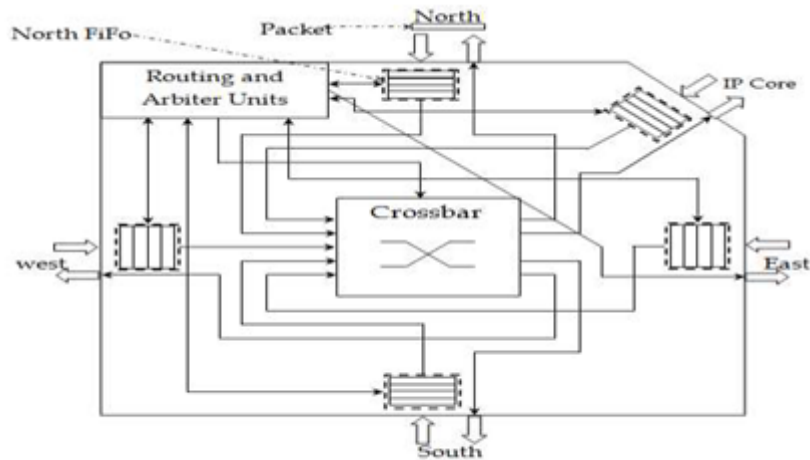 North
Packet
North FiFo
Routing and
Arbiter Units
IP Core
Crossbar
west
East
South